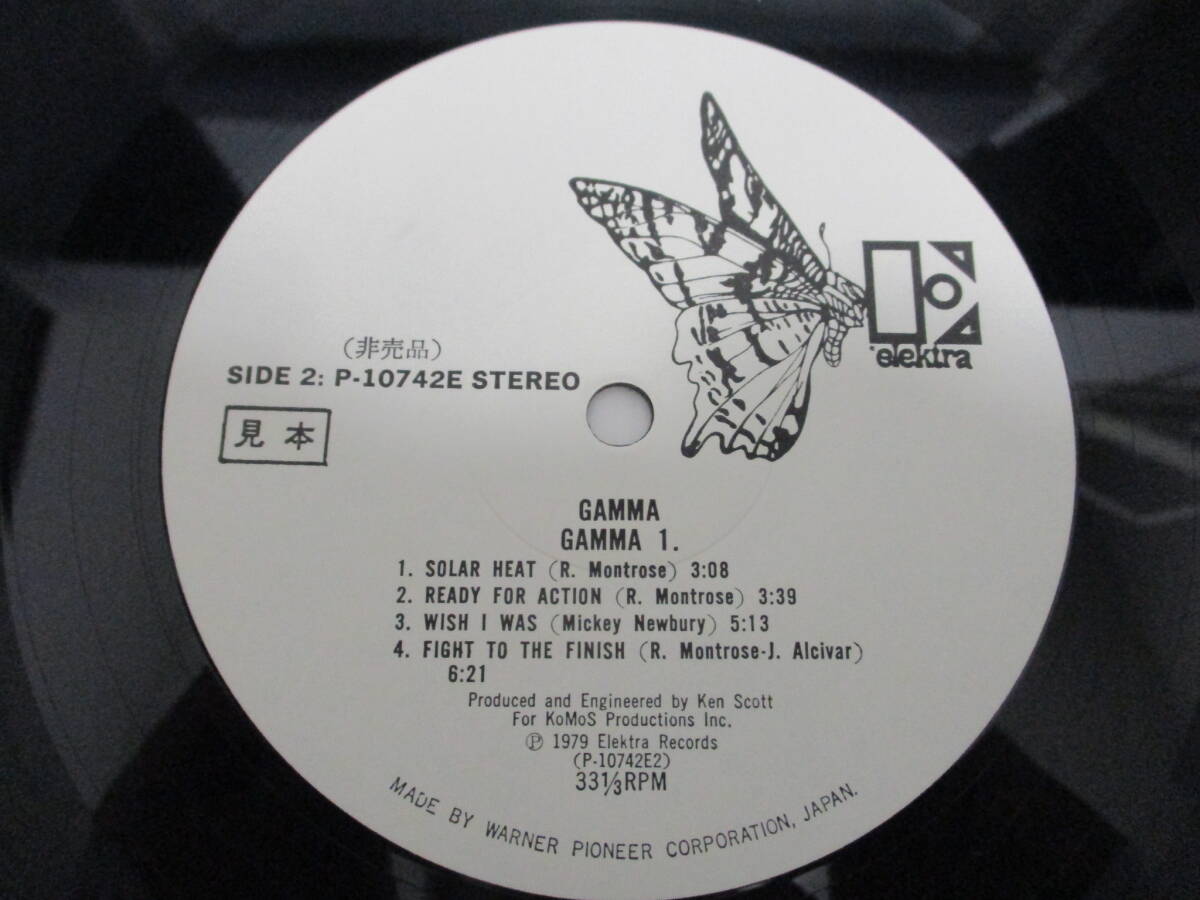 elektra
(非売品)
SIDE 2: P-10742E STEREO
見本
GAMMA
GAMMA 1.
1. SOLAR HEAT (R. Montrose) 3:08
2. READY FOR ACTION (R. Montrose) 3:39
3. WISH I WAS (Mickey Newbury) 5:13
4. FIGHT TO THE FINISH (R. Montrose-J. Alcivar)
6:21
Produced and Engineered by Ken Scott
For KoMoS Productions Inc.
℗ 1979 Elektra Records
(P-10742E2)
33⅓RPM
MADE BY WARNER PIONEER CORPORATION, JAPAN.